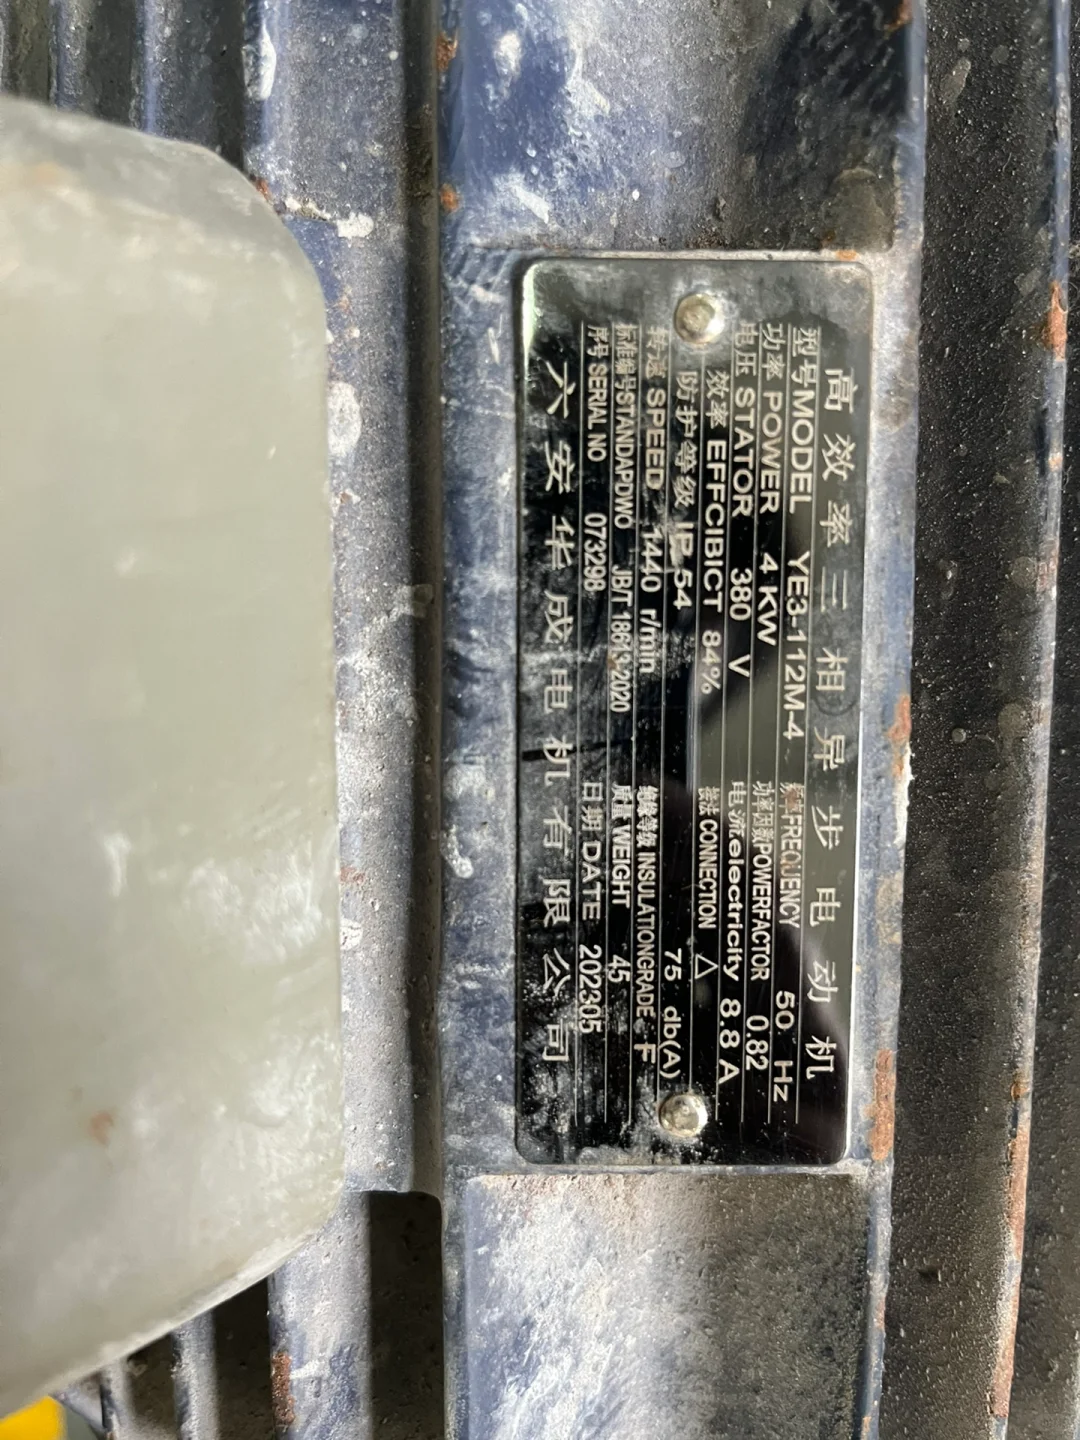 高效率三相异步电动机
型号MODEL YE3-112M-4 频率FREQUENCY 50 Hz
功率 POWER 4 KW 功率因数POWERFACTOR 0.82
电压 STATOR 380 V 电流electricity 8.8 A
效率 EFFCIBICT 84% 接法 CONNECTION △
防护等级 IP 54 75 db(A)
转速 SPEED 1440 r/min 绝缘等级 INSULATIONGRADE F
标准编号STANDAPDWO JB/T 18613-2020 质量 WEIGHT 45
序号 SERIAL NO 073298 日期 DATE 202305
六安华成电机有限公司